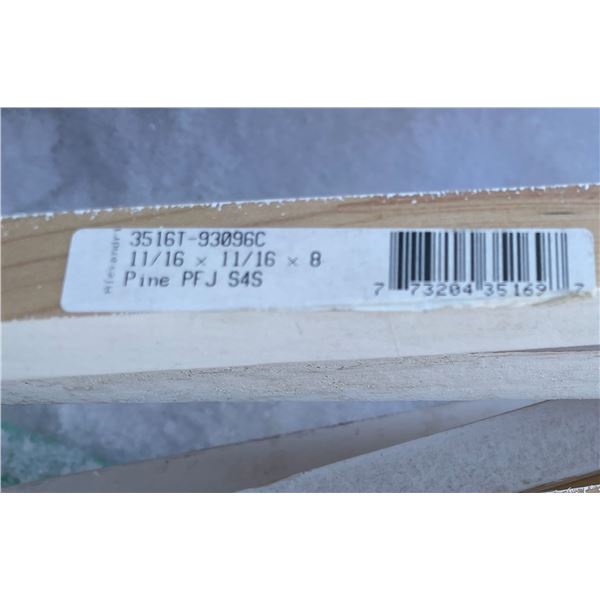 3516T-93096C
11/16 x 11/16 x 8
Pine PFJ S4S
7 73204 35169 7